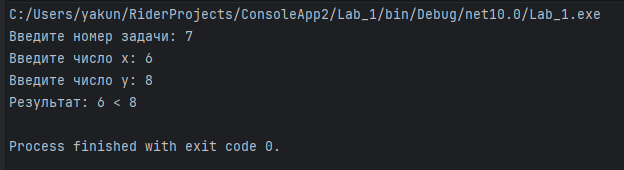 C:/Users/yakun/RiderProjects/ConsoleApp2/Lab_1/bin/Debug/net10.0/Lab_1.exe
Введите номер задачи: 7
Введите число x: 6
Введите число y: 8
Результат: 6 < 8
Process finished with exit code 0.